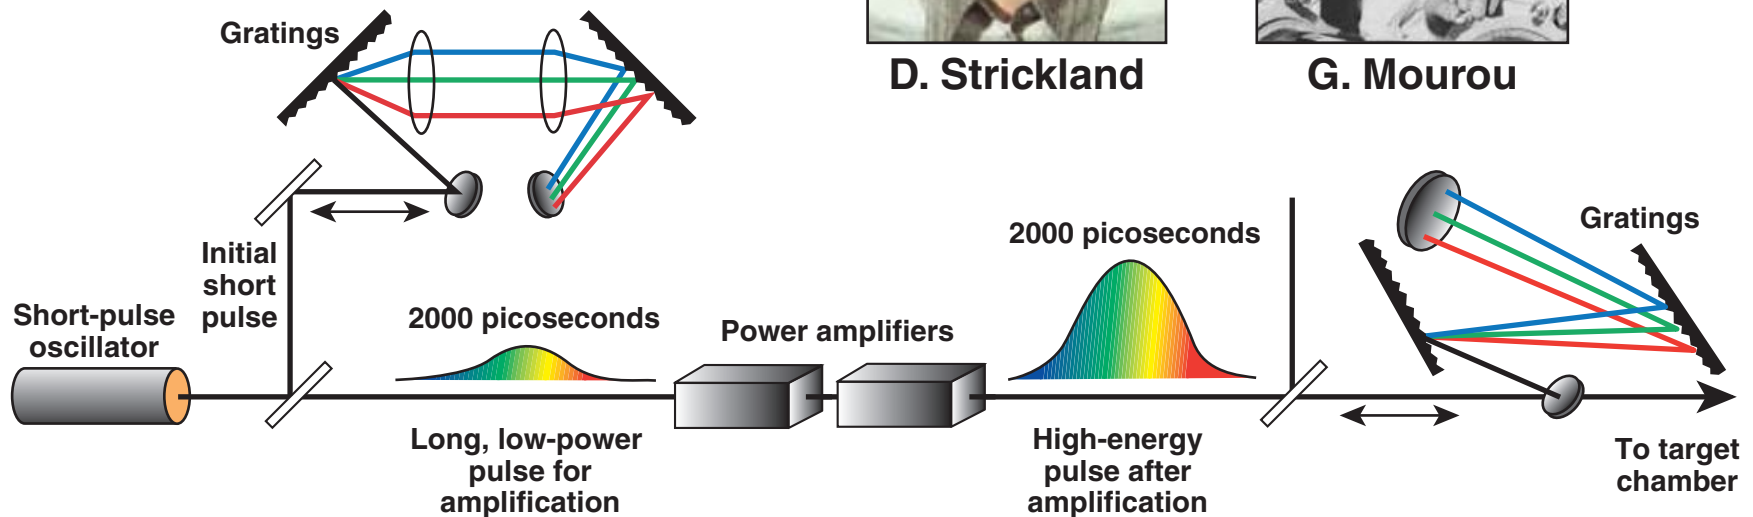 Gratings
D. Strickland
G. Mourou
Initial
short
pulse
Short-pulse
oscillator
2000 picoseconds
Long, low-power
pulse for
amplification
Power amplifiers
2000 picoseconds
High-energy
pulse after
amplification
Gratings
To target
chamber